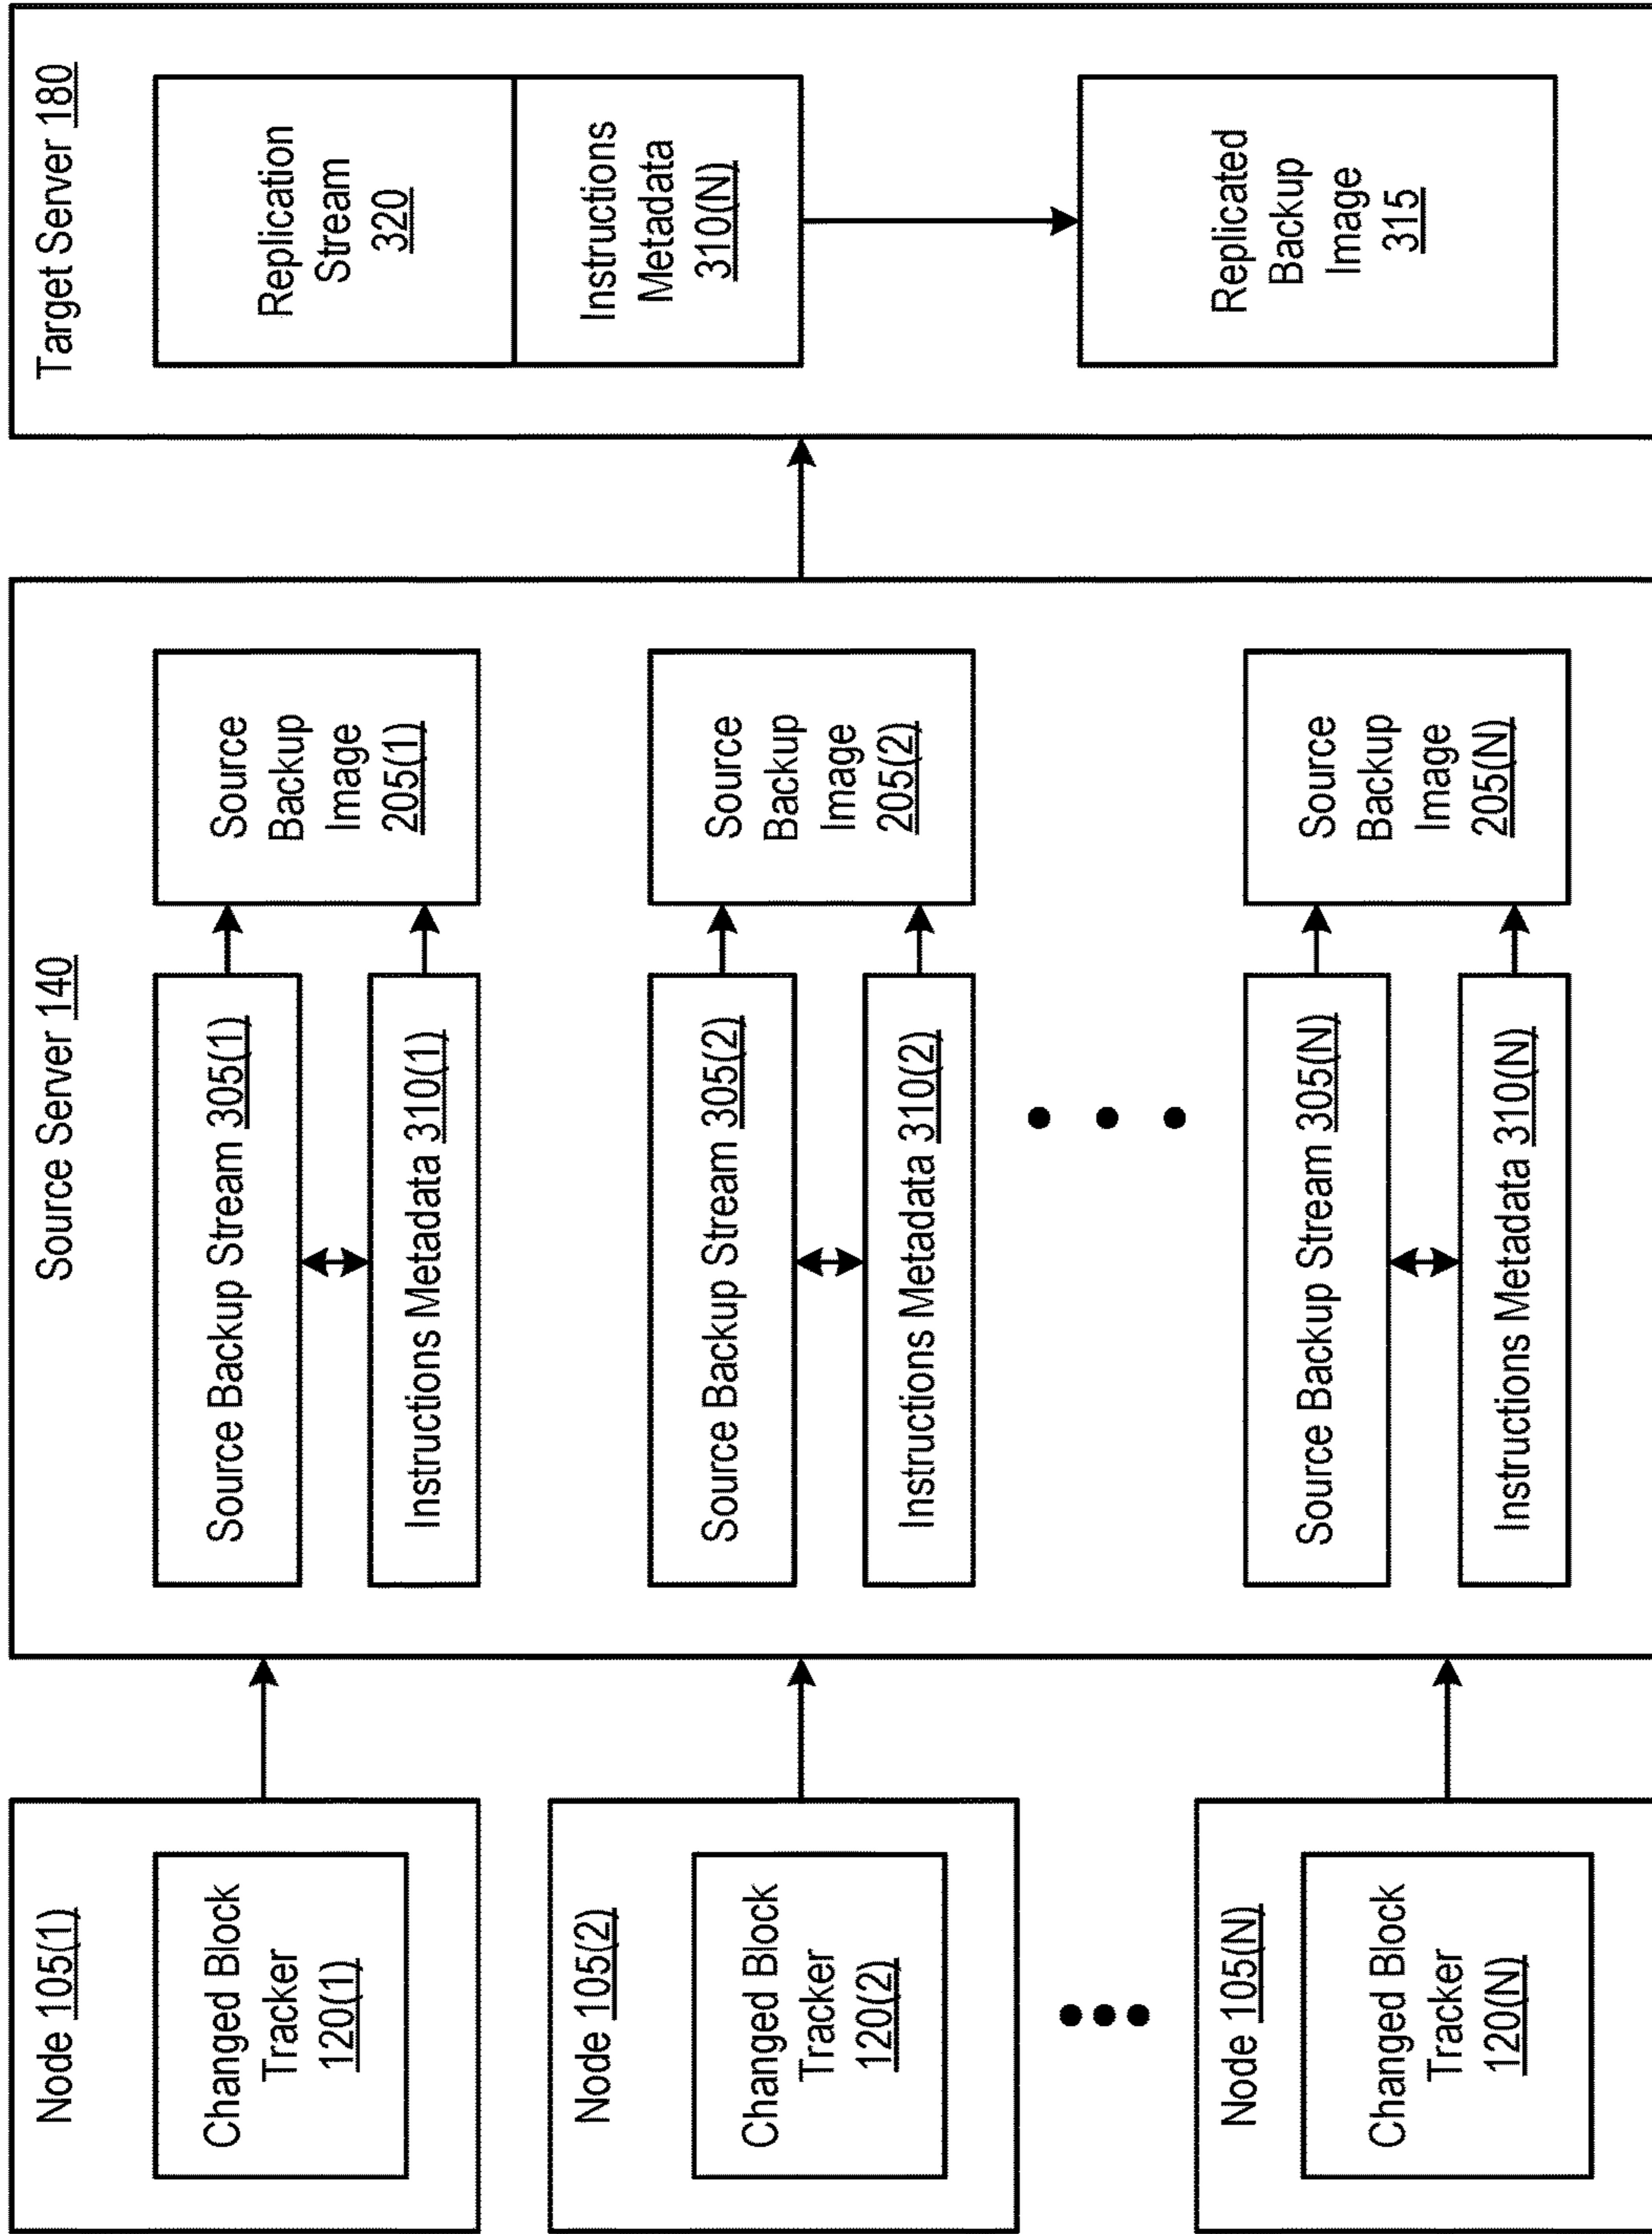 Node 105(1)
Changed Block
Tracker
120(1)
Node 105(2)
Changed Block
Tracker
120(2)
Node 105(N)
Changed Block
Tracker
120(N)
Source Server 140
Source Backup Stream 305(1)
Instructions Metadata 310(1)
Source
Backup
Image
205(1)
Source Backup Stream 305(2)
Instructions Metadata 310(2)
Source
Backup
Image
205(2)
Source Backup Stream 305(N)
Instructions Metadata 310(N)
Source
Backup
Image
205(N)
Target Server 180
Replication
Stream
320
Instructions
Metadata
310(N)
Replicated
Backup
Image
315